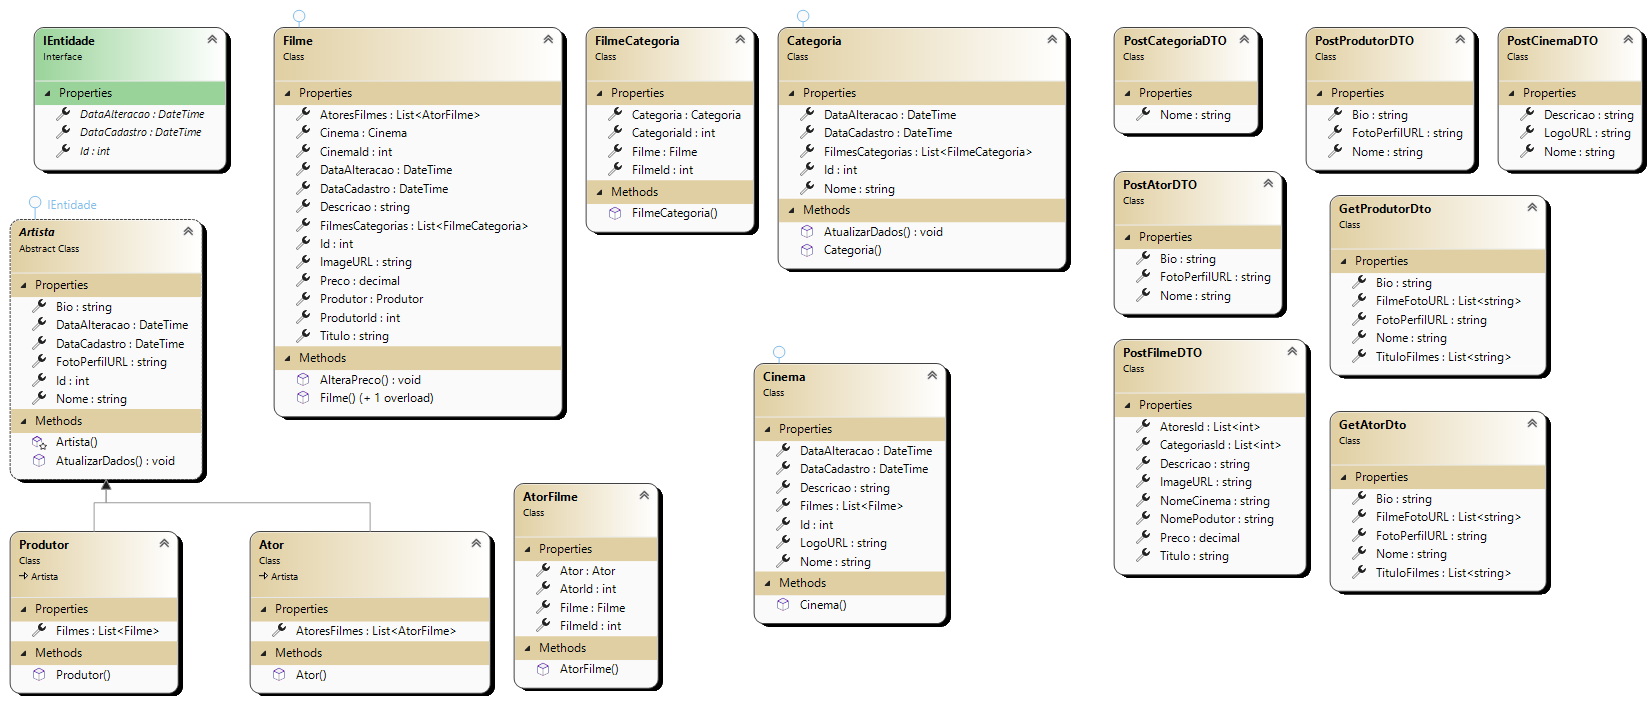 IEntidade
Interface
Properties
DataAlteracao : DateTime
DataCadastro : DateTime
Id : int
IEntidade
Artista
Abstract Class
Properties
Bio : string
DataAlteracao : DateTime
DataCadastro : DateTime
FotoPerfilURL : string
Id : int
Nome : string
Methods
Artista()
AtualizarDados() : void
Produtor
Class
Artista
Properties
Filmes : List<Filme>
Methods
Produtor()
Ator
Class
Artista
Properties
AtoresFilmes : List<AtorFilme>
Methods
Ator()
Filme
Class
Properties
AtoresFilmes : List<AtorFilme>
Cinema : Cinema
CinemaId : int
DataAlteracao : DateTime
DataCadastro : DateTime
Descricao : string
FilmesCategorias : List<FilmeCategoria>
Id : int
ImageURL : string
Preco : decimal
Produtor : Produtor
ProdutorId : int
Titulo : string
Methods
AlteraPreco() : void
Filme() (+ 1 overload)
AtorFilme
Class
Properties
Ator : Ator
AtorId : int
Filme : Filme
FilmeId : int
Methods
AtorFilme()
FilmeCategoria
Class
Properties
Categoria : Categoria
CategoriaId : int
Filme : Filme
FilmeId : int
Methods
FilmeCategoria()
Categoria
Class
Properties
DataAlteracao : DateTime
DataCadastro : DateTime
FilmesCategorias : List<FilmeCategoria>
Id : int
Nome : string
Methods
AtualizarDados() : void
Categoria()
Cinema
Class
Properties
DataAlteracao : DateTime
DataCadastro : DateTime
Descricao : string
Filmes : List<Filme>
Id : int
LogoURL : string
Nome : string
Methods
Cinema()
PostCategoriaDTO
Class
Properties
Nome : string
PostAtorDTO
Class
Properties
Bio : string
FotoPerfilURL : string
Nome : string
PostFilmeDTO
Class
Properties
AtoresId : List<int>
CategoriasId : List<int>
Descricao : string
ImageURL : string
NomeCinema : string
NomePodutor : string
Preco : decimal
Titulo : string
PostProdutorDTO
Class
Properties
Bio : string
FotoPerfilURL : string
Nome : string
PostCinemaDTO
Class
Properties
Descricao : string
LogoURL : string
Nome : string
GetProdutorDto
Class
Properties
Bio : string
FilmeFotoURL : List<string>
FotoPerfilURL : string
Nome : string
TituloFilmes : List<string>
GetAtorDto
Class
Properties
Bio : string
FilmeFotoURL : List<string>
FotoPerfilURL : string
Nome : string
TituloFilmes : List<string>